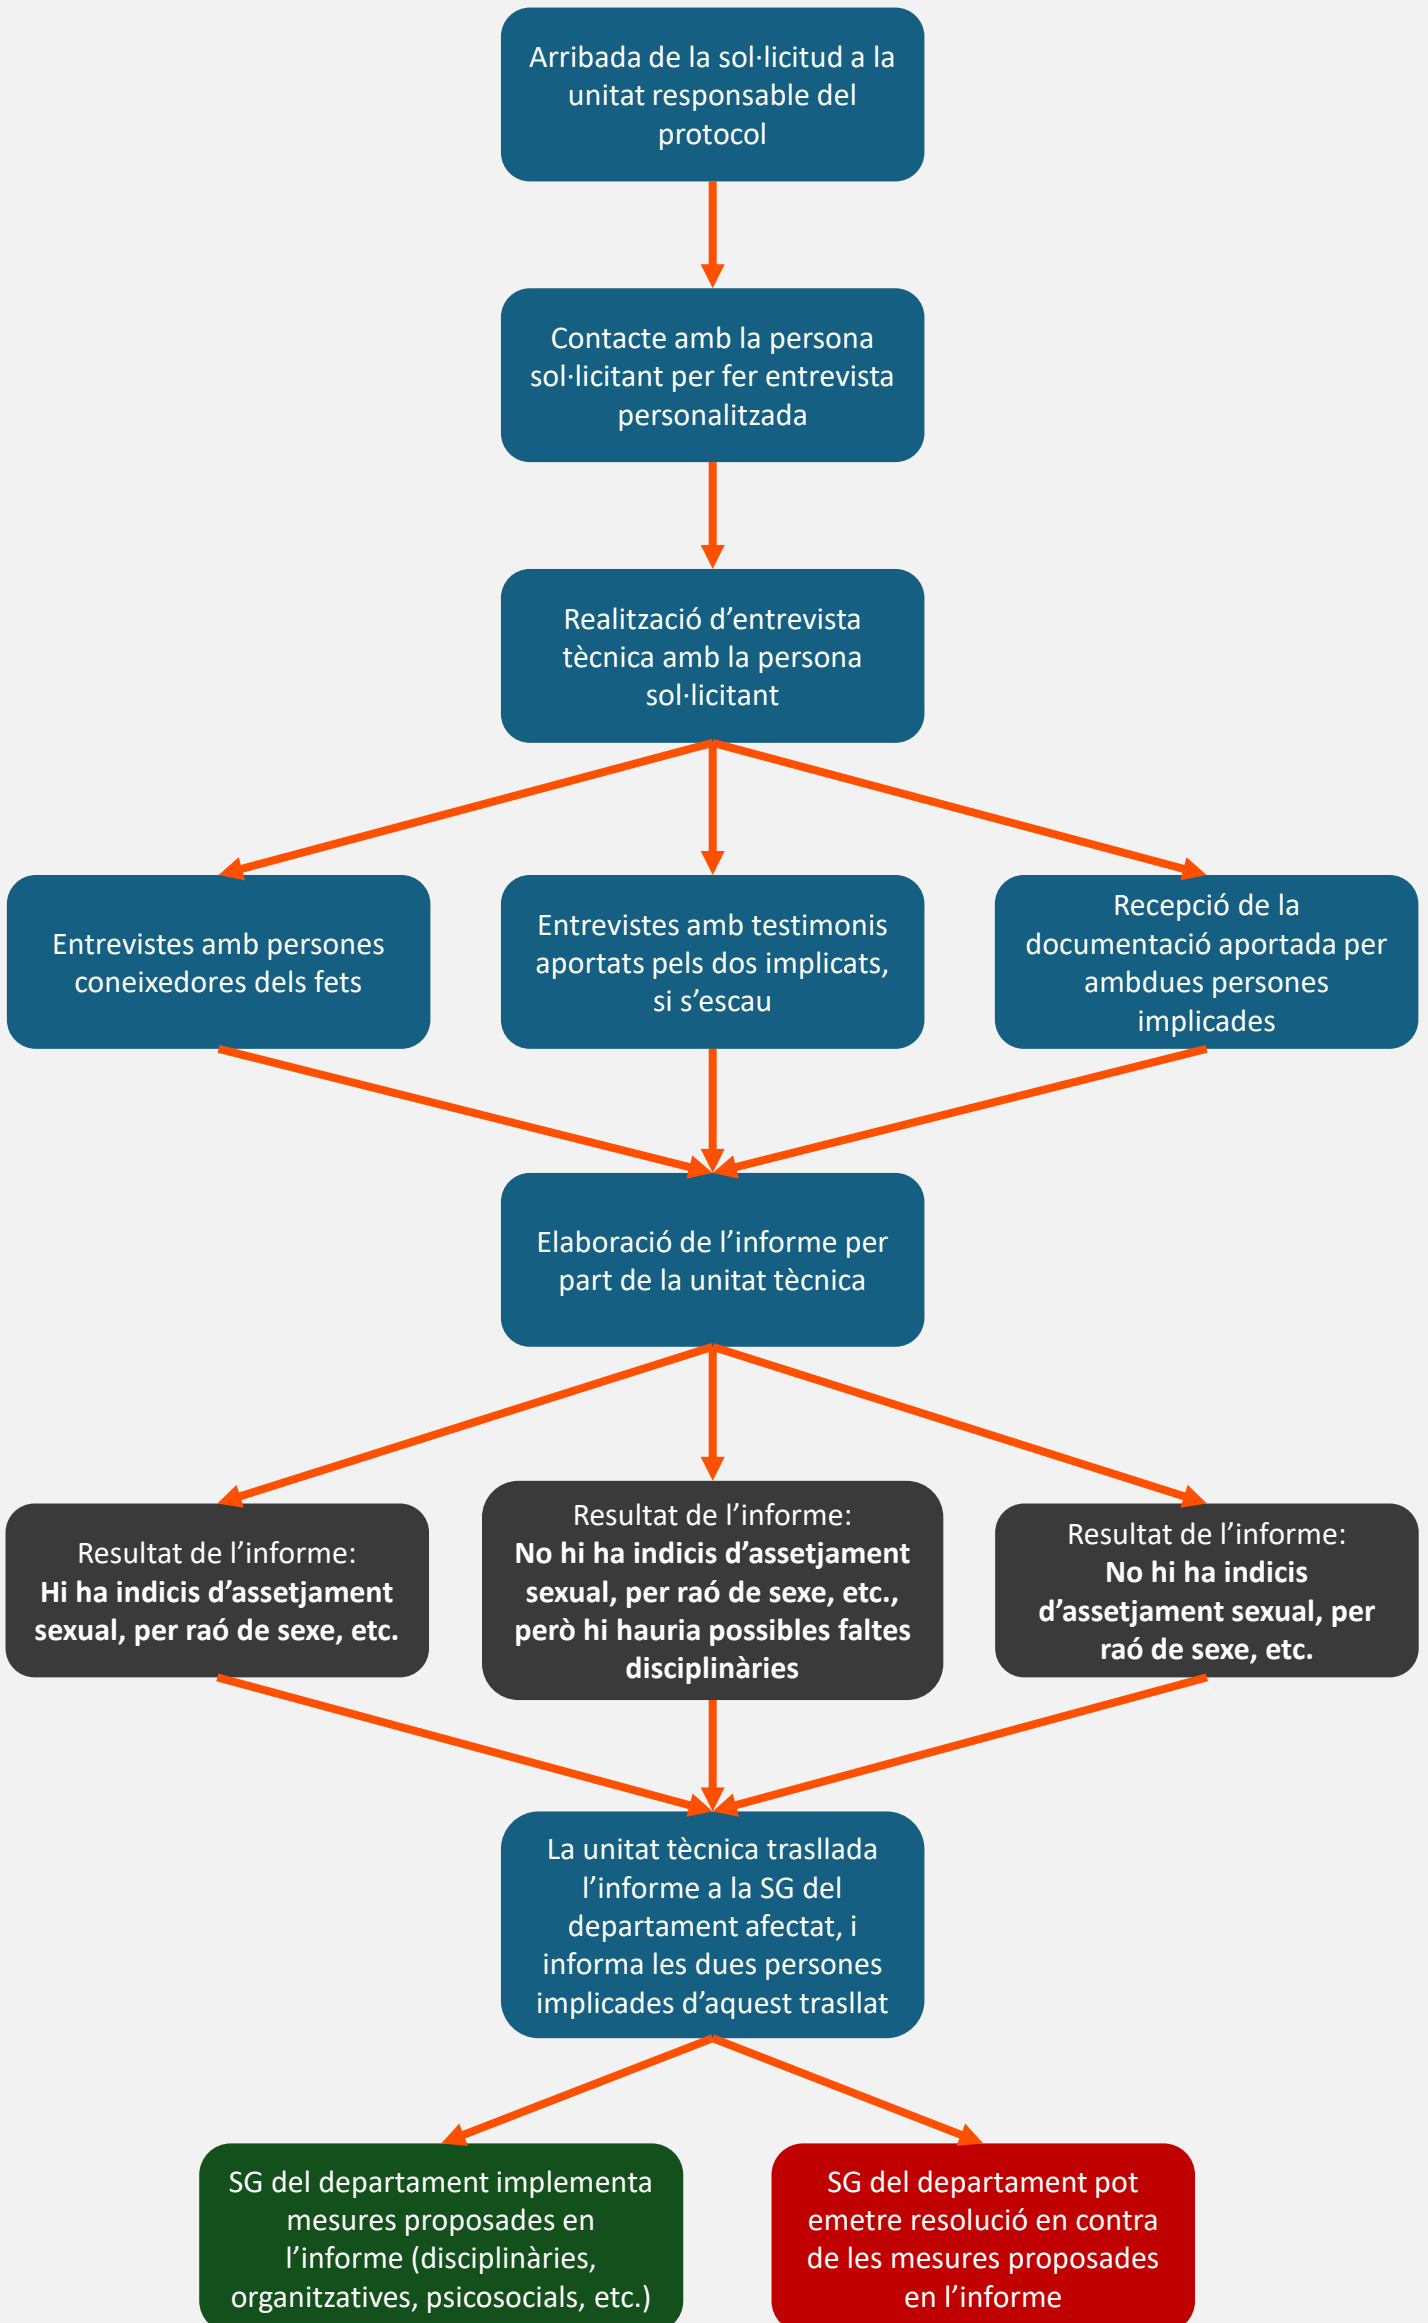 Arribada de la sol·licitud a la
unitat responsable del
protocol
Contacte amb la persona
sol·licitant per fer entrevista
personalitzada
Realització d’entrevista
tècnica amb la persona
sol·licitant
Entrevistes amb persones
coneixedores dels fets
Entrevistes amb testimonis
aportats pels dos implicats,
si s’escau
Recepció de la
documentació aportada per
ambdues persones
implicades
Elaboració de l’informe per
part de la unitat tècnica
Resultat de l’informe:
Hi ha indicis d’assetjament
sexual, per raó de sexe, etc.
Resultat de l’informe:
No hi ha indicis d’assetjament
sexual, per raó de sexe, etc.,
però hi hauria possibles faltes
disciplinàries
Resultat de l’informe:
No hi ha indicis
d’assetjament sexual, per
raó de sexe, etc.
La unitat tècnica trasllada
l’informe a la SG del
departament afectat, i
informa les dues persones
implicades d’aquest trasllat
SG del departament implementa
mesures proposades en
l’informe (disciplinàries,
organitzatives, psicosocials, etc.)
SG del departament pot
emetre resolució en contra
de les mesures proposades
en l’informe